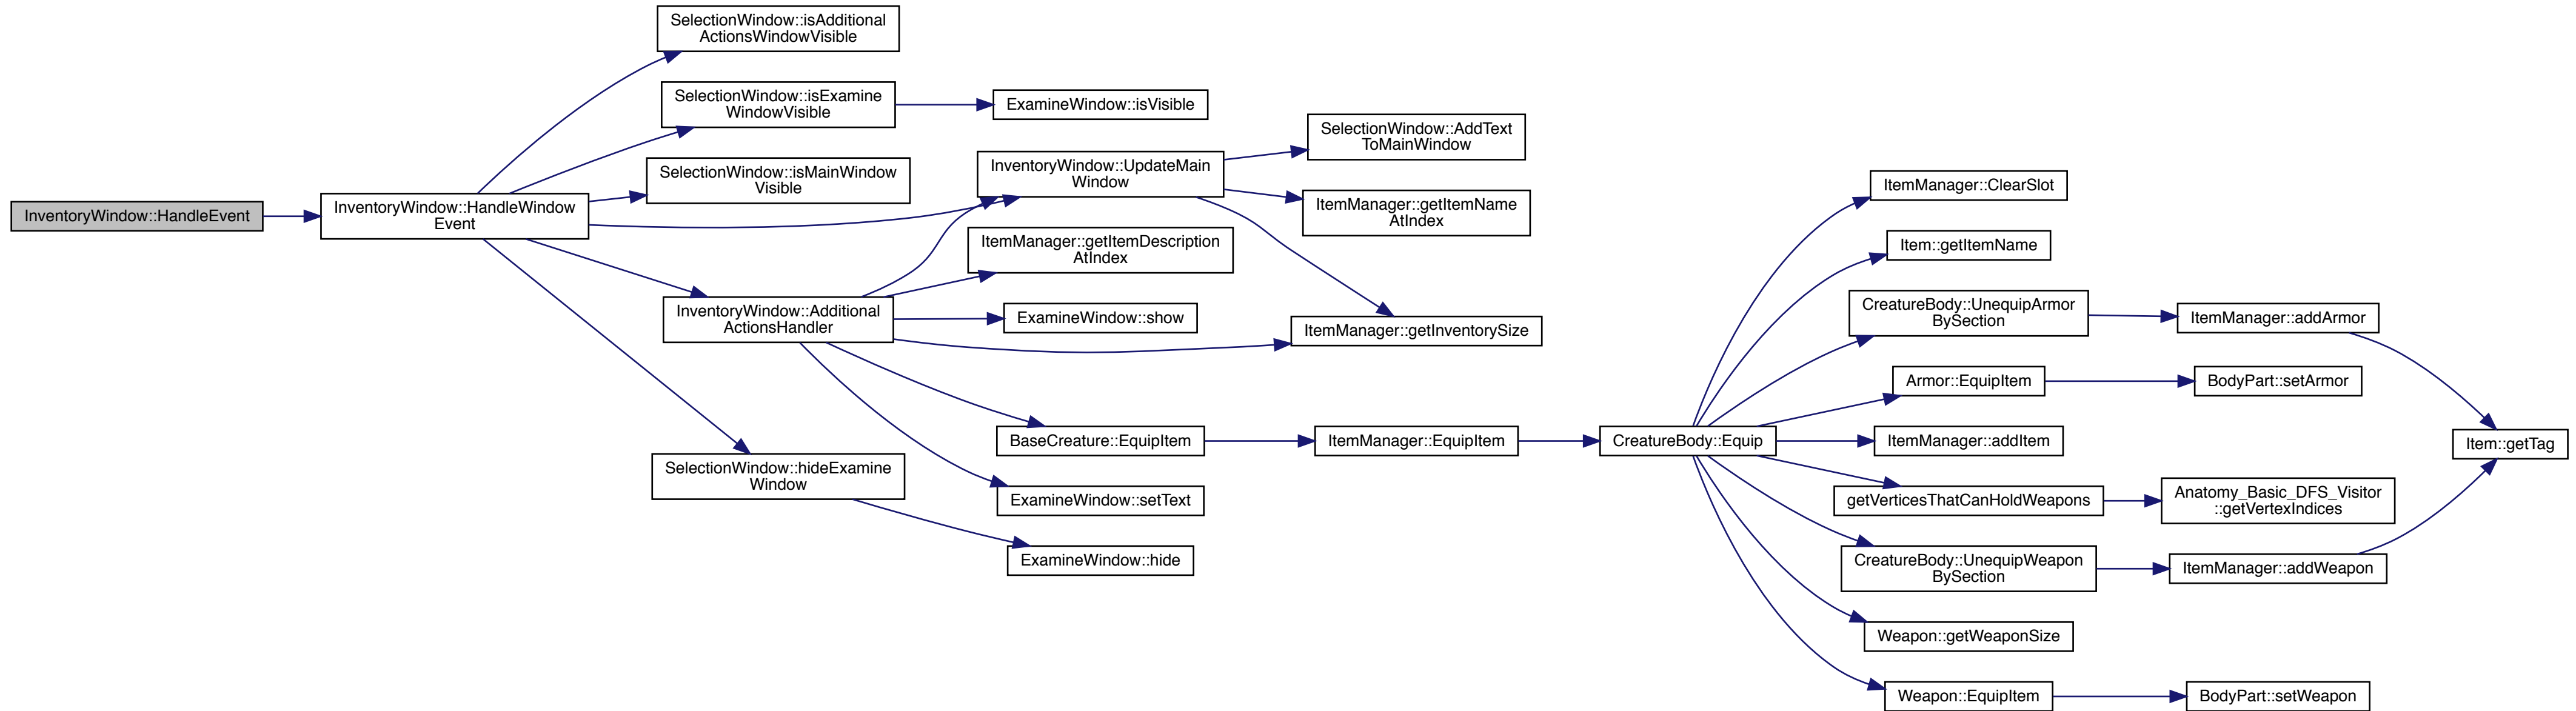 InventoryWindow::HandleEvent
InventoryWindow::HandleWindow
Event
SelectionWindow::isAdditional
ActionsWindowVisible
SelectionWindow::isExamine
WindowVisible
SelectionWindow::isMainWindow
Visible
InventoryWindow::Additional
ActionsHandler
SelectionWindow::hideExamine
Window
ExamineWindow::isVisible
InventoryWindow::UpdateMain
Window
ItemManager::getItemDescription
AtIndex
ExamineWindow::show
BaseCreature::EquipItem
ExamineWindow::setText
ExamineWindow::hide
SelectionWindow::AddText
ToMainWindow
ItemManager::getItemName
AtIndex
ItemManager::getInventorySize
ItemManager::EquipItem
CreatureBody::Equip
ItemManager::ClearSlot
Item::getItemName
CreatureBody::UnequipArmor
BySection
Armor::EquipItem
ItemManager::addItem
getVerticesThatCanHoldWeapons
CreatureBody::UnequipWeapon
BySection
Weapon::getWeaponSize
Weapon::EquipItem
ItemManager::addArmor
BodyPart::setArmor
Anatomy_Basic_DFS_Visitor
::getVertexIndices
ItemManager::addWeapon
BodyPart::setWeapon
Item::getTag